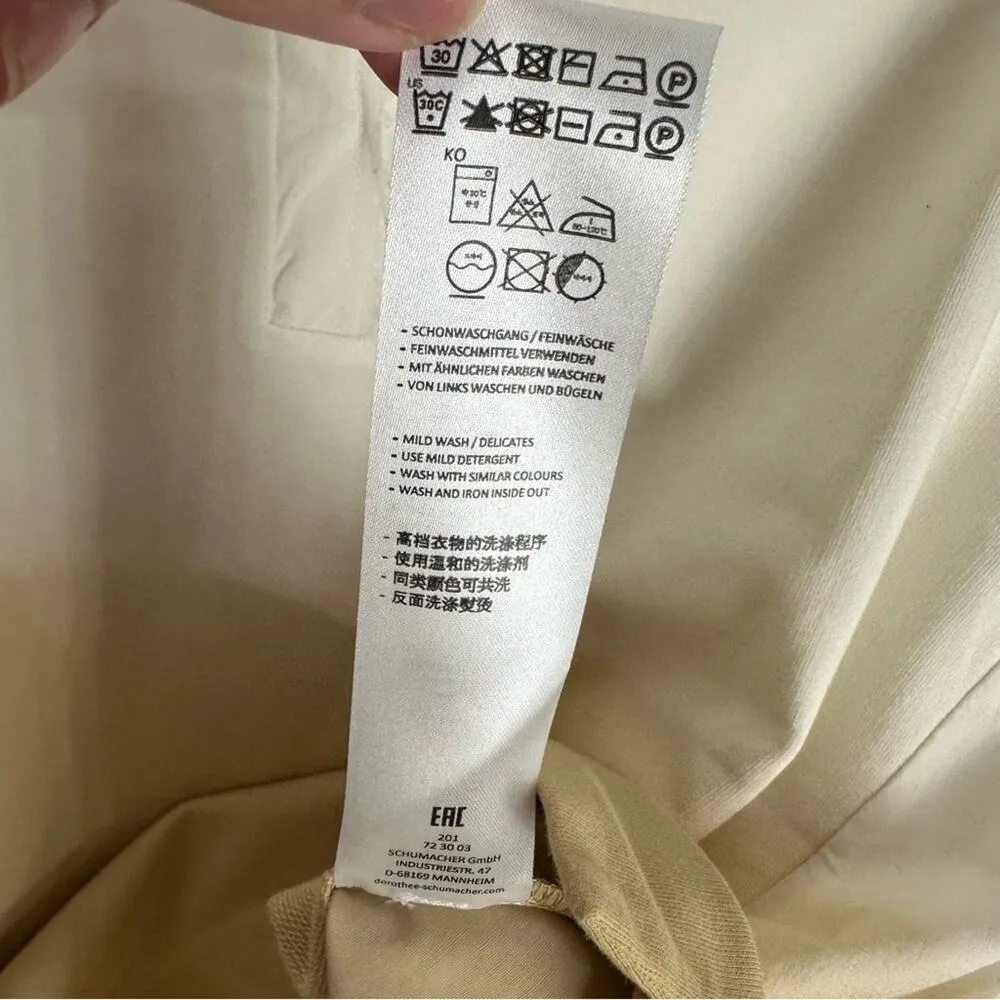 30 P
US
30C P
KO
- SCHONWASCHGANG / FEINWÄSCHE
- FEINWASCHMITTEL VERWENDEN
- MIT ÄHNLICHEN FARBEN WASCHEN
- VON LINKS WASCHEN UND BÜGELN
- MILD WASH / DELICATES
- USE MILD DETERGENT
- WASH WITH SIMILAR COLOURS
- WASH AND IRON INSIDE OUT
- 高档衣物的洗涤程序
- 使用温和的洗涤剂
- 同类颜色可共洗
- 反面洗涤熨烫
EAC
201
72 30 03
SCHUMACHER GmbH
INDUSTRIESTR. 47
D-68169 MANNHEIM
dorothee-schumacher.com